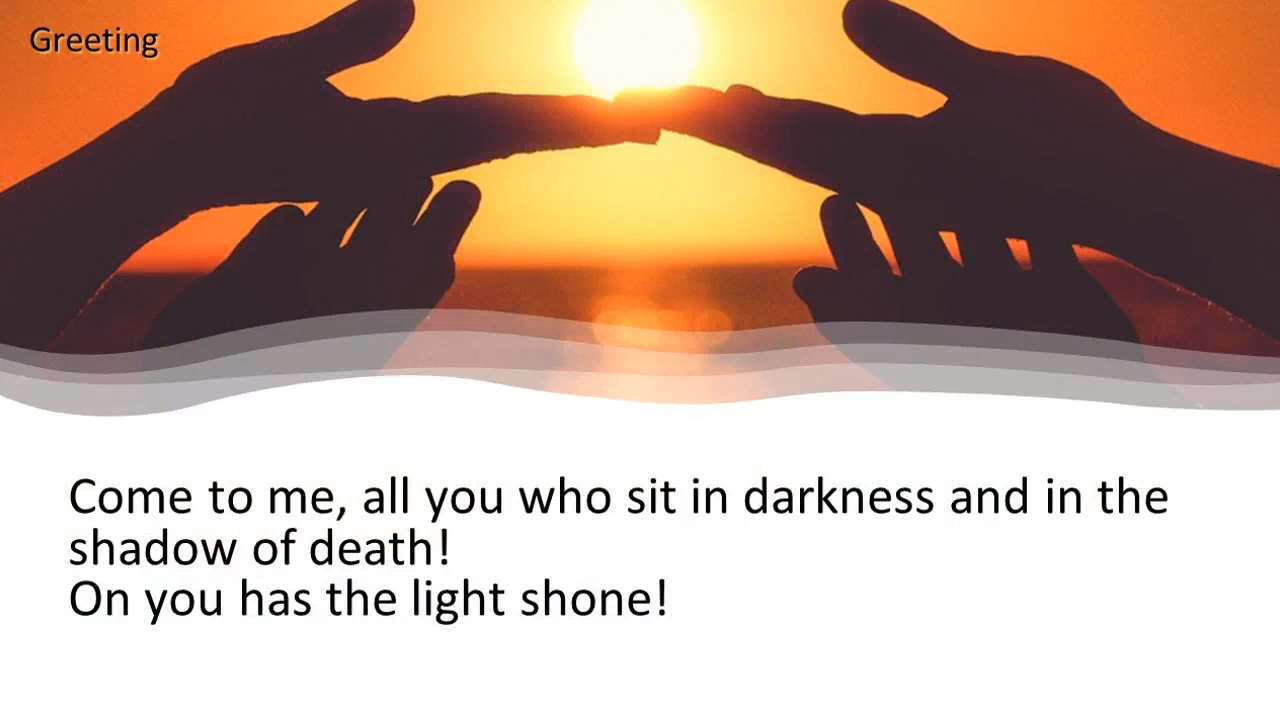 Greeting
Come to me, all you who sit in darkness and in the
shadow of death!
On you has the light shone!